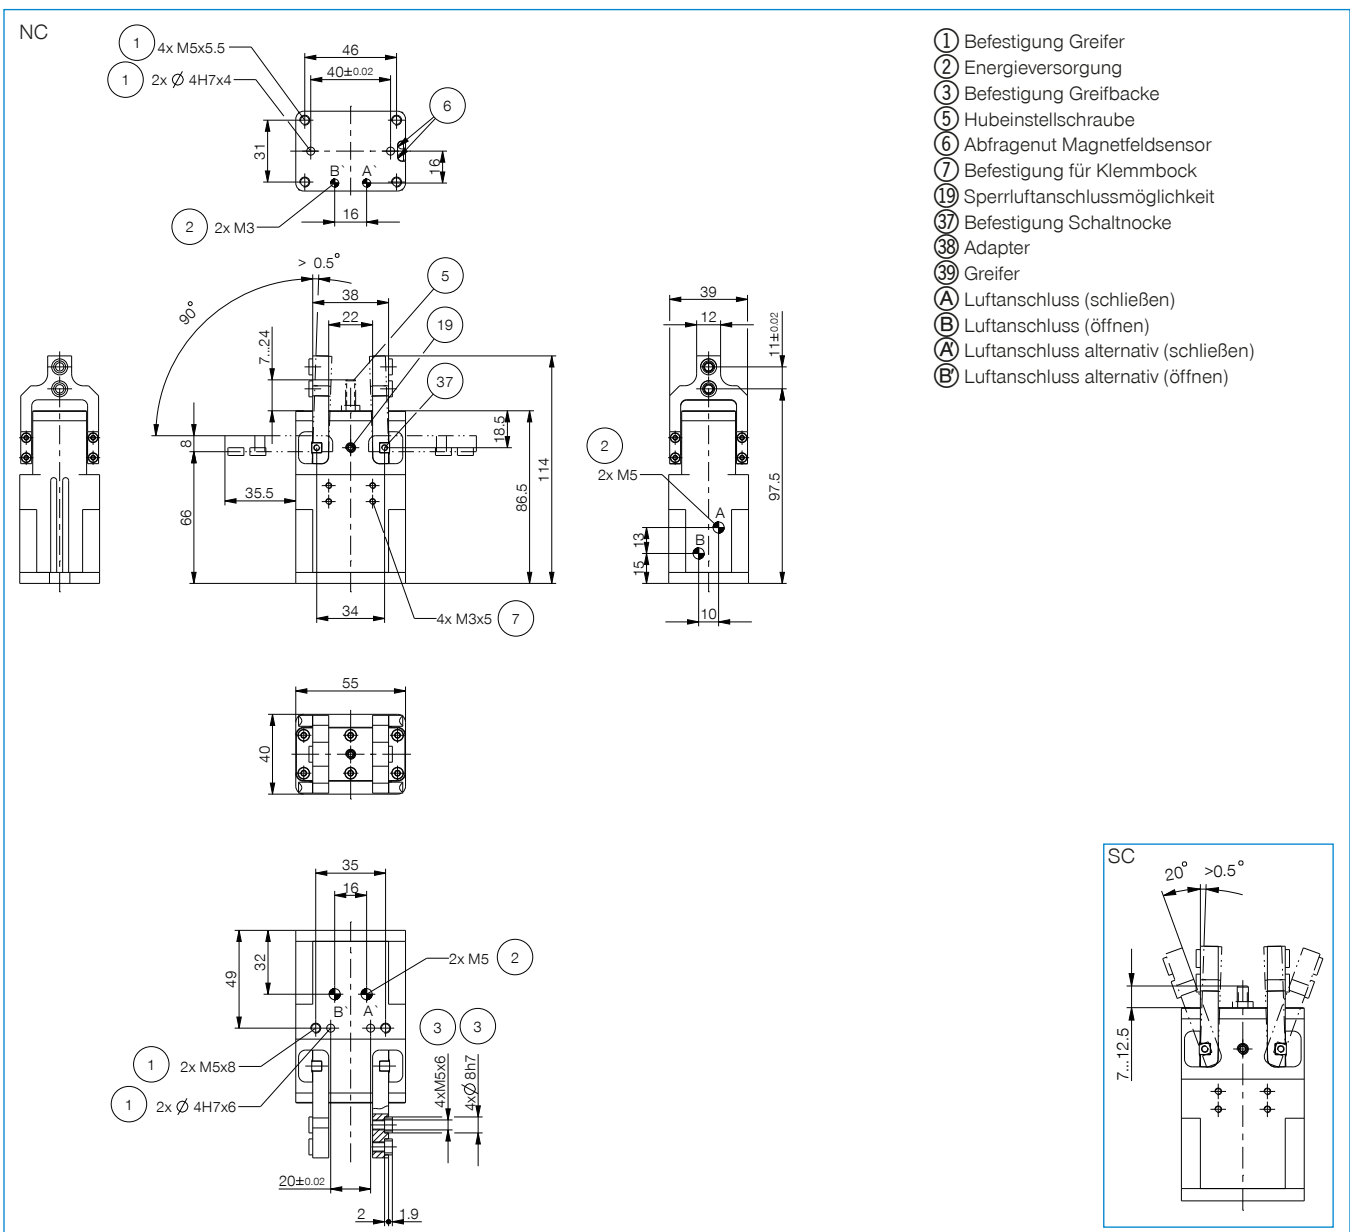 NC
1 4x M5x5.5
1 2x Ø 4H7x4
46
40±0.02
6
31
16
B` A`
16
2 2x M3
> 0.5°
90°
38
22
7...24
5
19
37
8
18.5
35.5
66
114
86.5
34
4x M3x5 7
39
12
11±0.02
2
2x M5
97.5
A
B
13
15
10
55
40
35
16
32
49
2x M5 2
B` A`
3 3
1 2x M5x8
1 2x Ø 4H7x6
4xM5x6
4xØ8h7
20±0.02
2 1.9
1 Befestigung Greifer
2 Energieversorgung
3 Befestigung Greifbacke
5 Hubeinstellschraube
6 Abfragenut Magnetfeldsensor
7 Befestigung für Klemmbock
19 Sperrluftanschlussmöglichkeit
37 Befestigung Schaltnocke
38 Adapter
39 Greifer
A Luftanschluss (schließen)
B Luftanschluss (öffnen)
A' Luftanschluss alternativ (schließen)
B' Luftanschluss alternativ (öffnen)
SC
20° >0.5°
7...12.5